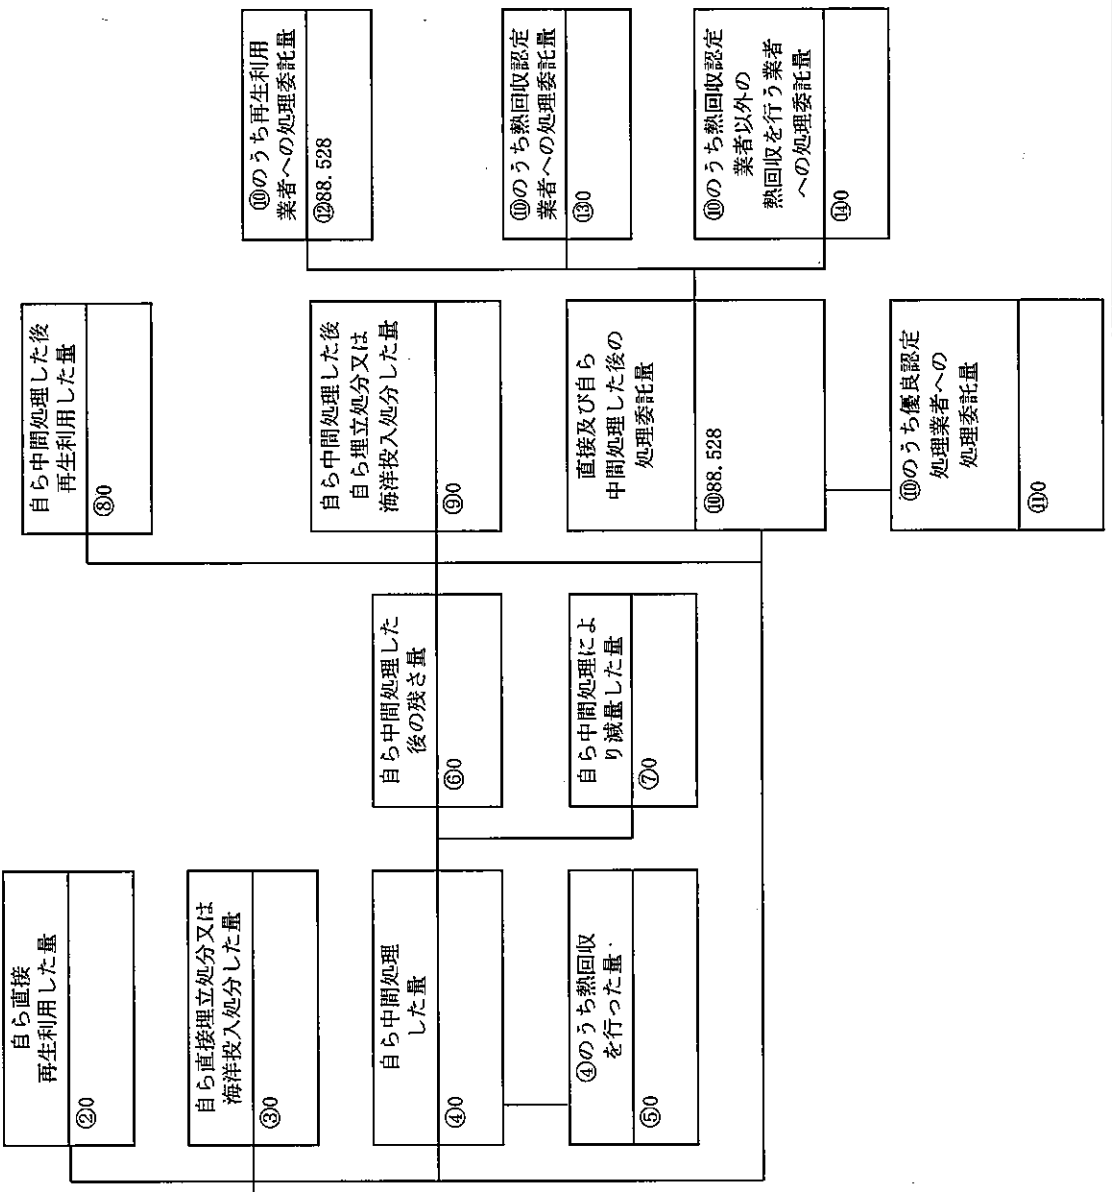 自ら直接
再生利用した量
②0
自ら直接埋立処分又は
海洋投入処分した量
③0
自ら中間処理
した量
④0
④のうち熱回収
を行った量
⑤0
自ら中間処理した
後の残さ量
⑥0
自ら中間処理によ
り減量した量
⑦0
自ら中間処理した後
再生利用した量
⑧0
自ら中間処理した後
自ら埋立処分又は
海洋投入処分した量
⑨0
直接及び自ら
中間処理した後の
処理委託量
⑩88.528
⑩のうち優良認定
処理業者への
処理委託量
⑪0
⑩のうち再生利用
業者への処理委託量
⑫88.528
⑩のうち熱回収認定
業者への処理委託量
⑬0
⑩のうち熱回収認定
業者以外の
熱回収を行う業者
への処理委託量
⑭0